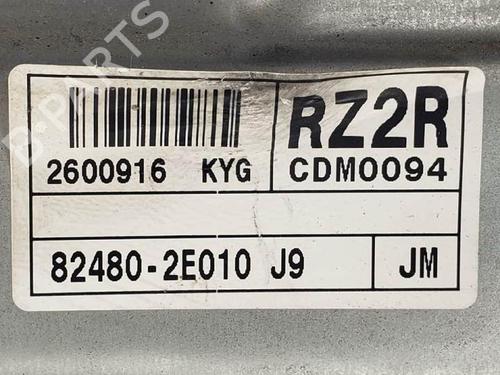 B-PARTS
RZ2R
2600916 KYG CDM0094
82480-2E010 J9 JM